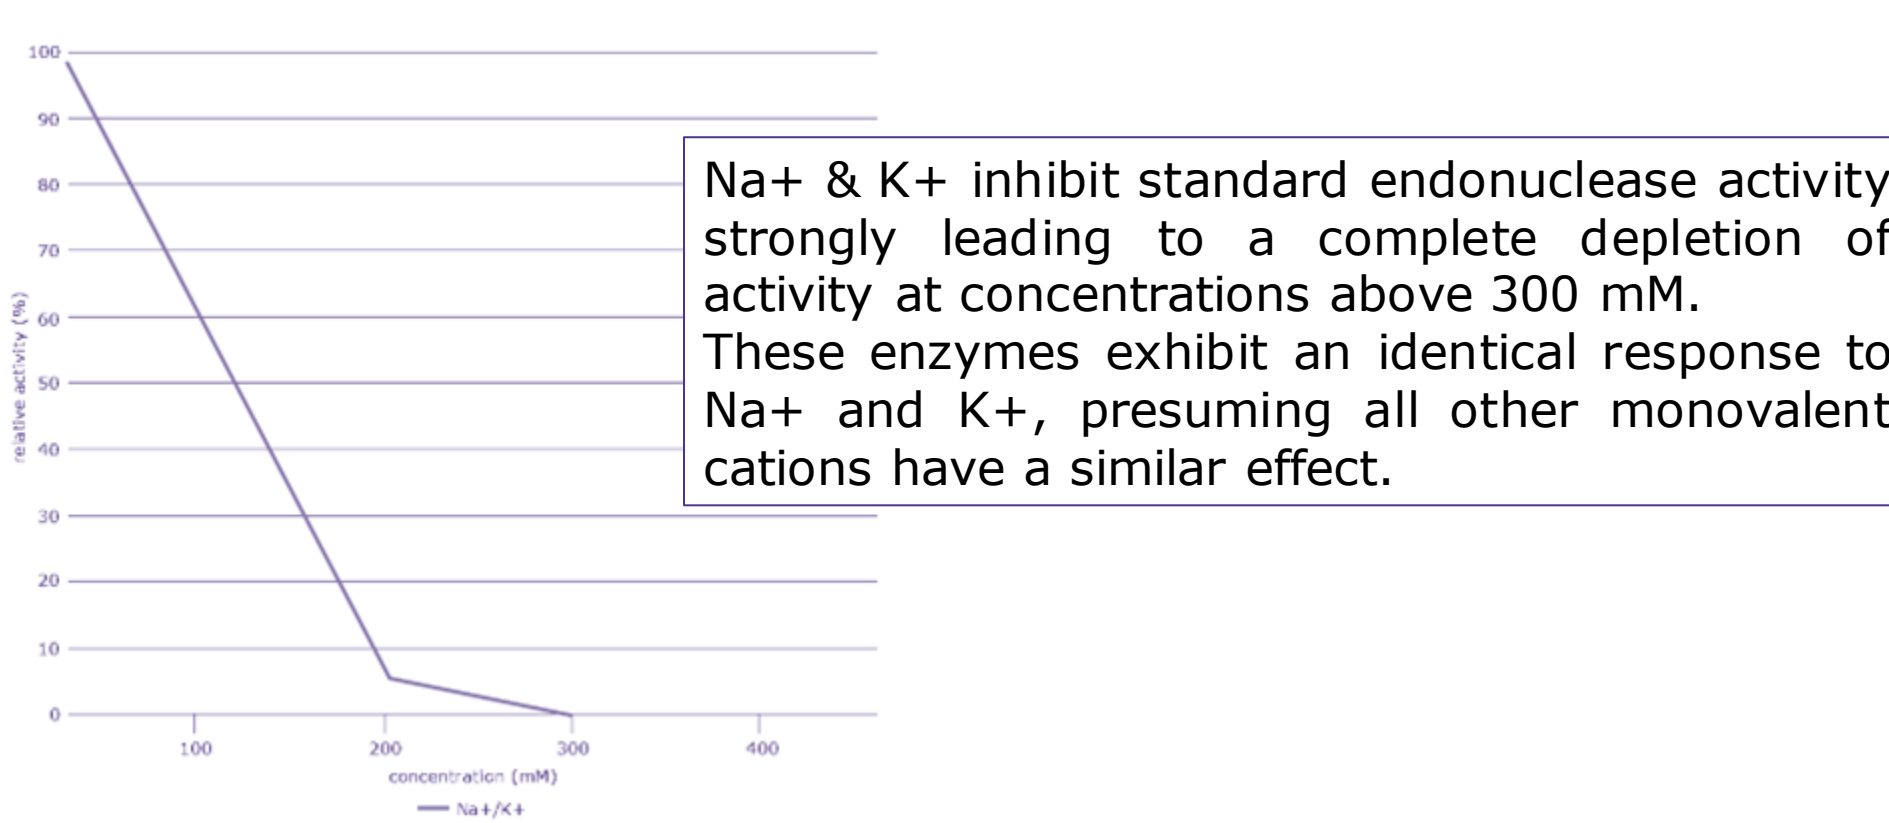 100
90
80
70
60
50
40
30
20
10
0
relative activity (%)
100 200 300 400
concentration (mM)
Na+/K+
Na+ & K+ inhibit standard endonuclease activity
strongly leading to a complete depletion of
activity at concentrations above 300 mM.
These enzymes exhibit an identical response to
Na+ and K+, presuming all other monovalent
cations have a similar effect.